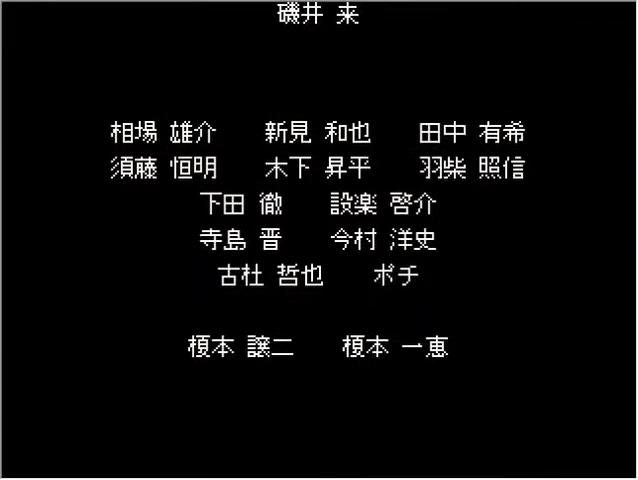 磯井 来
相場 雄介 新見 和也 田中 有希
須藤 恒明 木下 昇平 羽柴 照信
下田 徹 設楽 啓介
寺島 晋 今村 洋史
古杜 哲也 ポチ
榎本 譲二 榎本 一恵